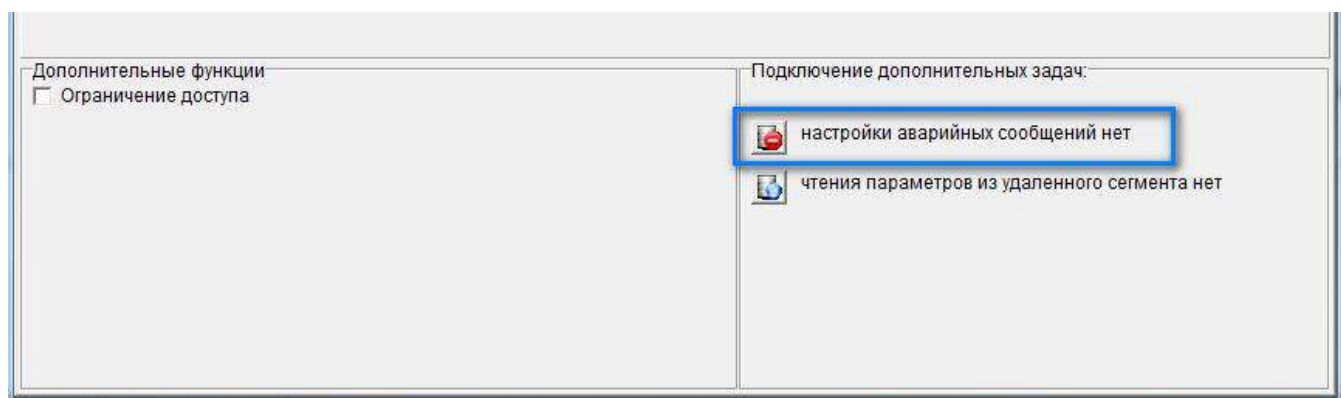 Дополнительные функции
Ограничение доступа
Подключение дополнительных задач:
настройки аварийных сообщений нет
чтения параметров из удаленного сегмента нет